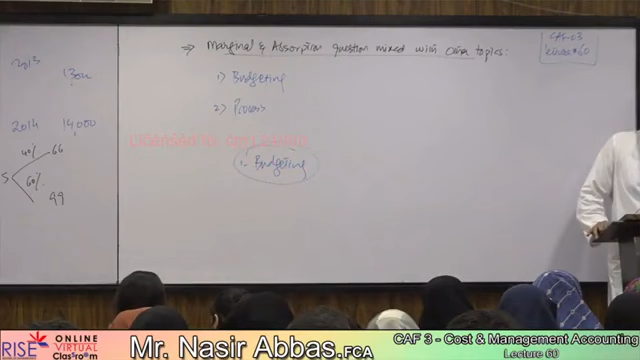 ⇒ Marginal & Absorption question mixed with other topics:
CAF-03
Lecture # 60
1) Budgeting
2) Process
1. Budgeting
2013
1300
2014 14,000
40% 66
S
60%
99
RISE ONLINE VIRTUAL Classroom
Mr. Nasir Abbas.FCA
CAF 3 - Cost & Management Accounting
Lecture 60